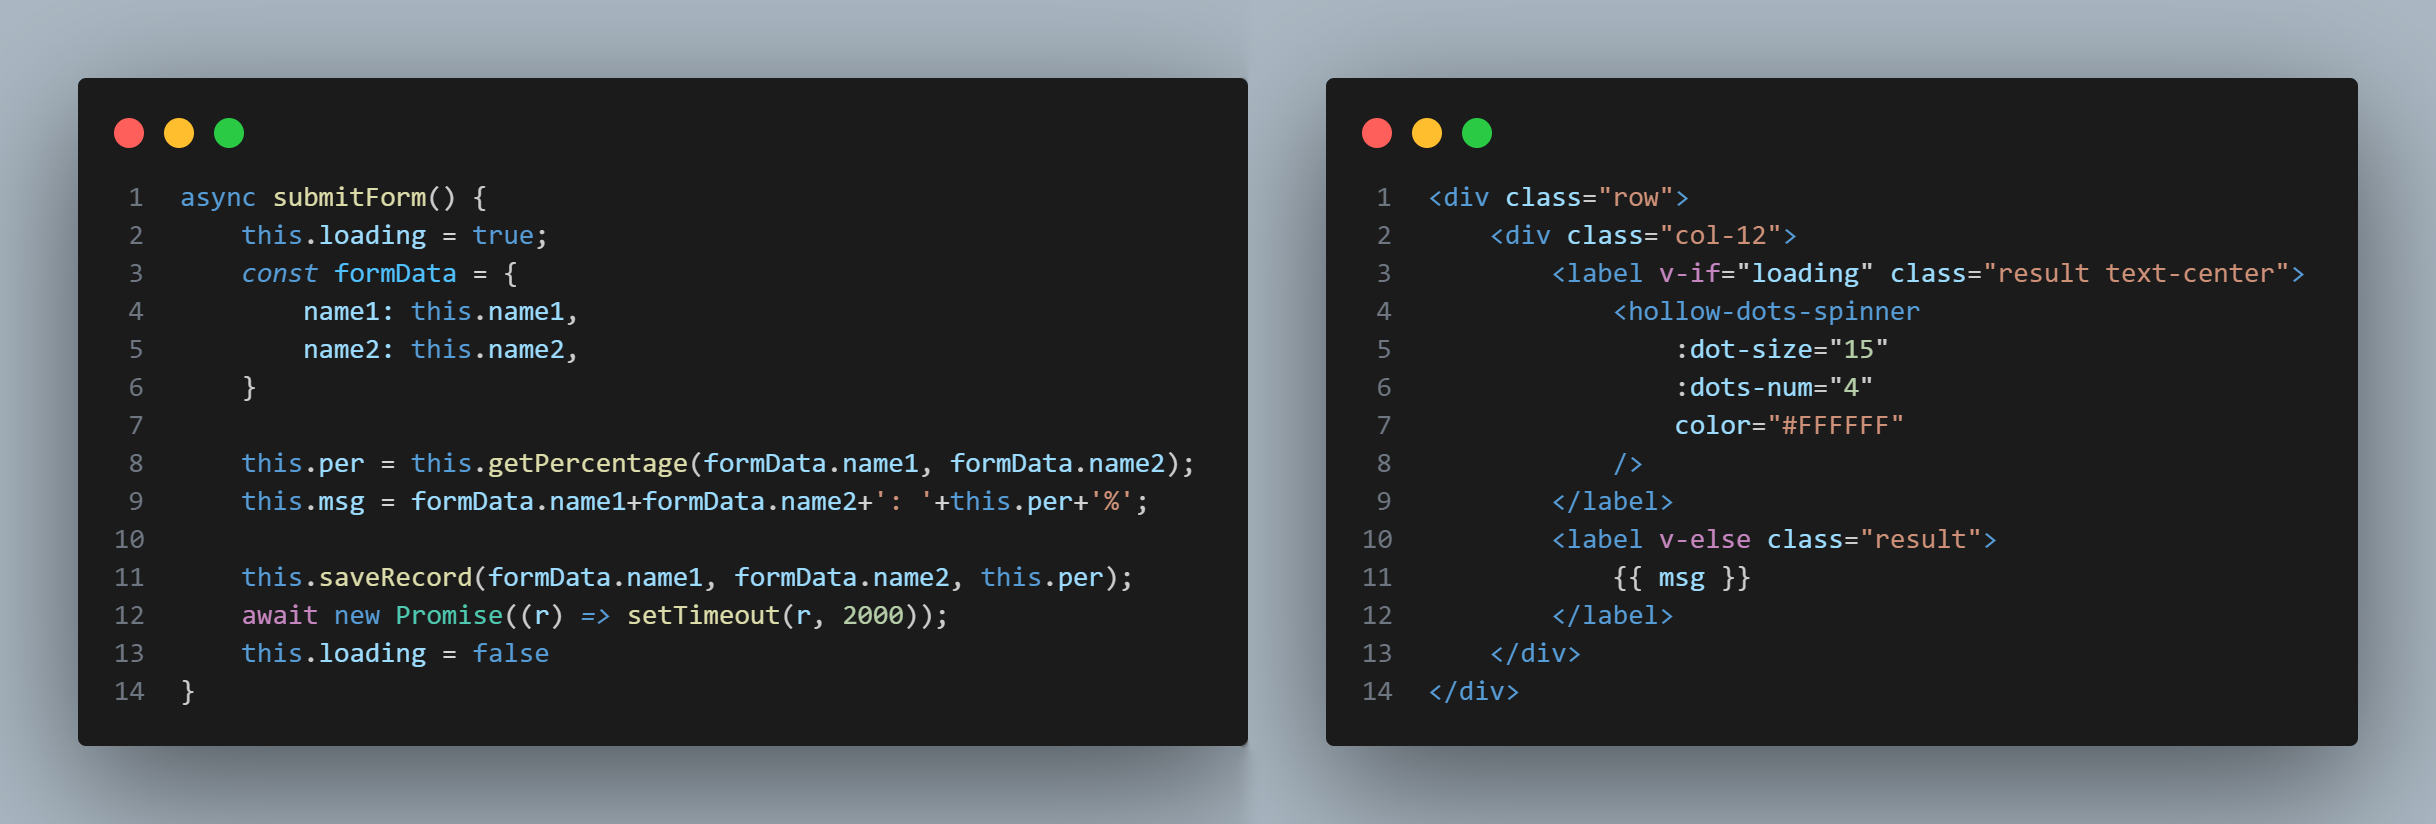 1 async submitForm() {
2     this.loading = true;
3     const formData = {
4         name1: this.name1,
5         name2: this.name2,
6     }
7
8     this.per = this.getPercentage(formData.name1, formData.name2);
9     this.msg = formData.name1+formData.name2+': '+this.per+'%';
10
11     this.saveRecord(formData.name1, formData.name2, this.per);
12     await new Promise((r) => setTimeout(r, 2000));
13     this.loading = false
14 }
1 <div class="row">
2     <div class="col-12">
3         <label v-if="loading" class="result text-center">
4             <hollow-dots-spinner
5                 :dot-size="15"
6                 :dots-num="4"
7                 color="#FFFFFF"
8             />
9         </label>
10         <label v-else class="result">
11             {{ msg }}
12         </label>
13     </div>
14 </div>